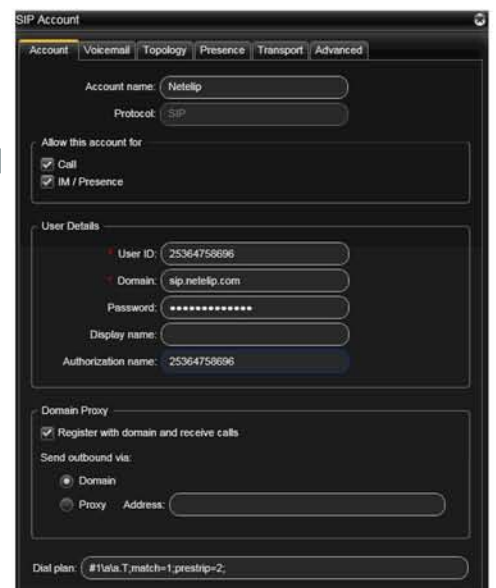 SIP Account
Account Voicemail Topology Presence Transport Advanced
Account name: Netelip
Protocol: SIP
Allow this account for
Call
IM / Presence
User Details
* User ID: 25364758696
* Domain: sip.netelip.com
Password: •••••••••••••
Display name:
Authorization name: 25364758696
Domain Proxy
Register with domain and receive calls
Send outbound via:
Domain
Proxy Address:
Dial plan: #1\a\a.T;match=1;prestrip=2;